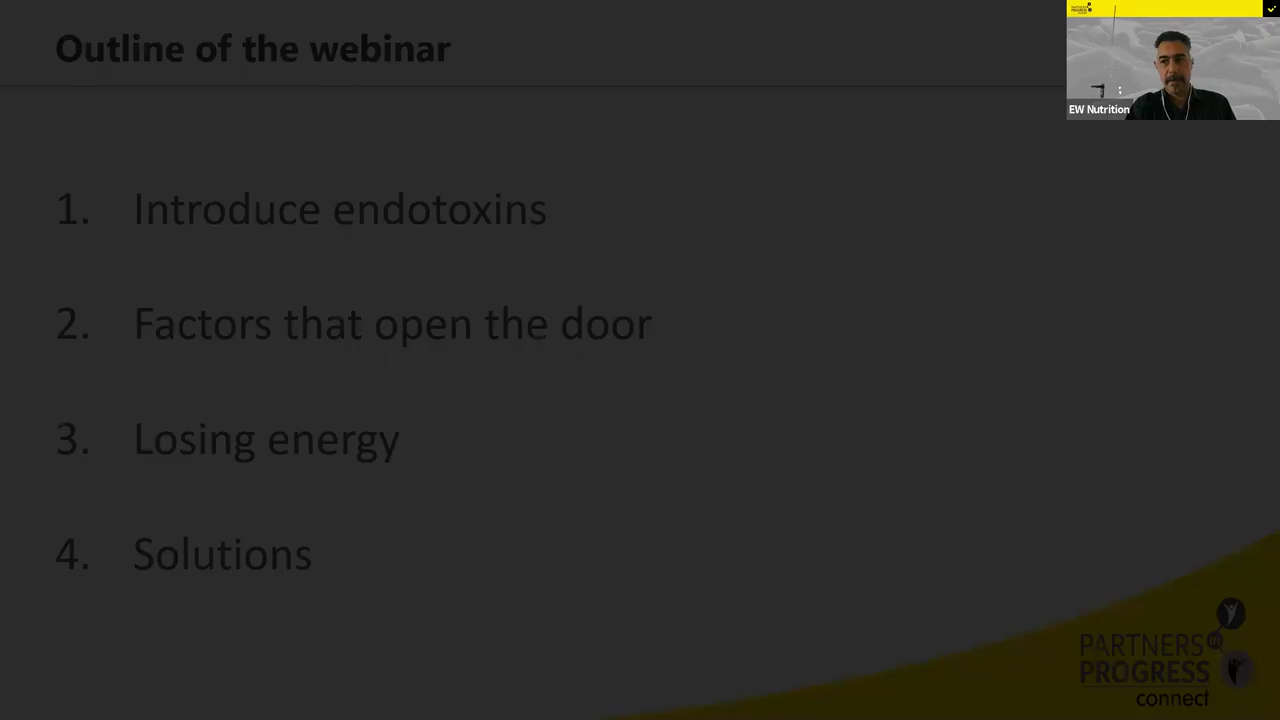 Outline of the webinar
EW Nutrition
1. Introduce endotoxins
2. Factors that open the door
3. Losing energy
4. Solutions
PARTNERS
IN
PROGRESS
connect